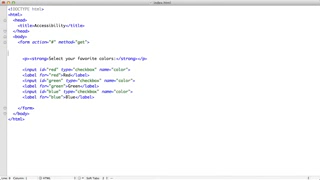 <!DOCTYPE html>
<html>
<head>
<title>Accessibility</title>
</head>
<body>
<form action="#" method="get">
<p><strong>Select your favorite colors:</strong></p>
<input id="red" type="checkbox" name="color">
<label for="red">Red</label>
<input id="green" type="checkbox" name="color">
<label for="green">Green</label>
<input id="blue" type="checkbox" name="color">
<label for="blue">Blue</label>
</form>
</body>
</html>